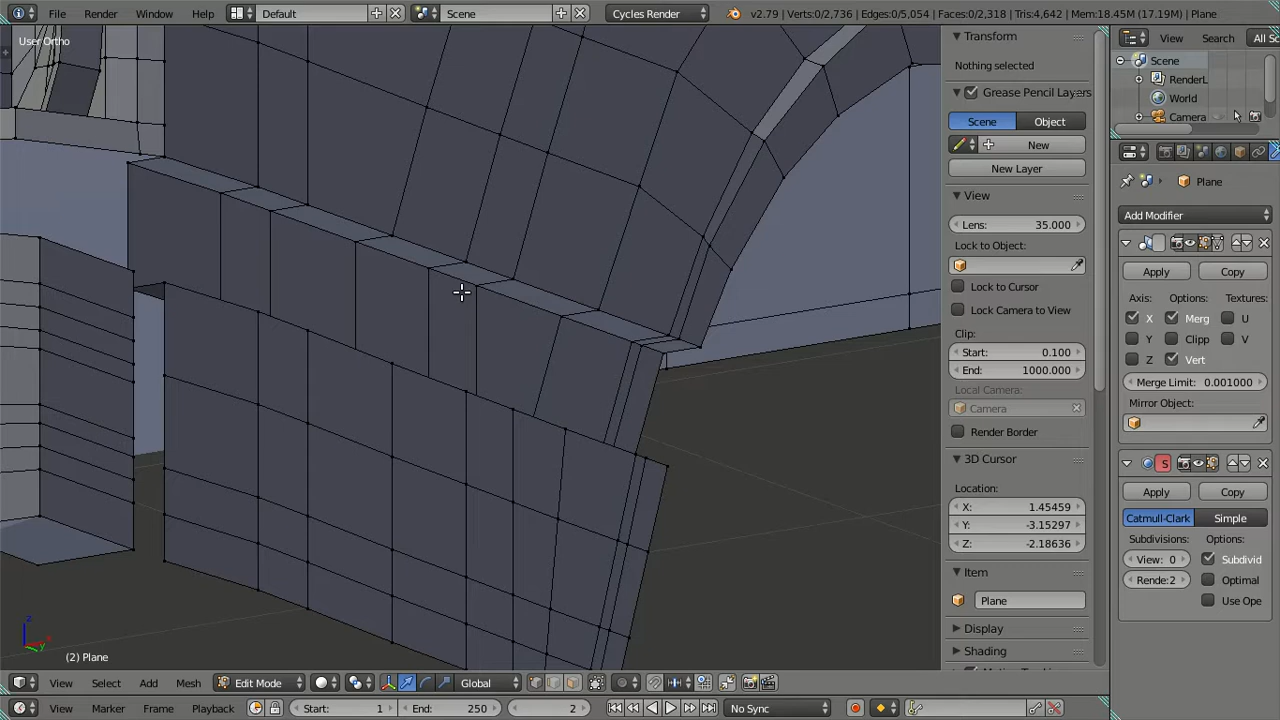 File Render Window Help Default Scene Cycles Render v2.79 | Verts:0/2,736 | Edges:0/5,054 | Faces:0/2,318 | Tris:4,642 | Mem:18.45M (17.19M) | Plane
User Ortho
Transform
Nothing selected
Grease Pencil Layers
Scene Object
New
New Layer
View
Lens: 35.000
Lock to Object:
Lock to Cursor
Lock Camera to View
Clip:
Start: 0.100
End: 1000.000
Local Camera:
Camera
Render Border
3D Cursor
Location:
X: 1.45459
Y: -3.15297
Z: -2.18636
Item
Plane
Display
Shading
View Search All Sc
Scene
RenderL
World
Camera
Plane
Add Modifier
Apply Copy
Axis: Options: Textures:
X Merg U
Y Clipp V
Z Vert
Merge Limit: 0.001000
Mirror Object:
S
Apply Copy
Catmull-Clark Simple
Subdivisions: Options:
View: 0 Subdivid
Rende:2 Optimal
Use Ope
z
x
y
(2) Plane
View Select Add Mesh Edit Mode Global
View Marker Frame Playback Start: 1 End: 250 2 No Sync